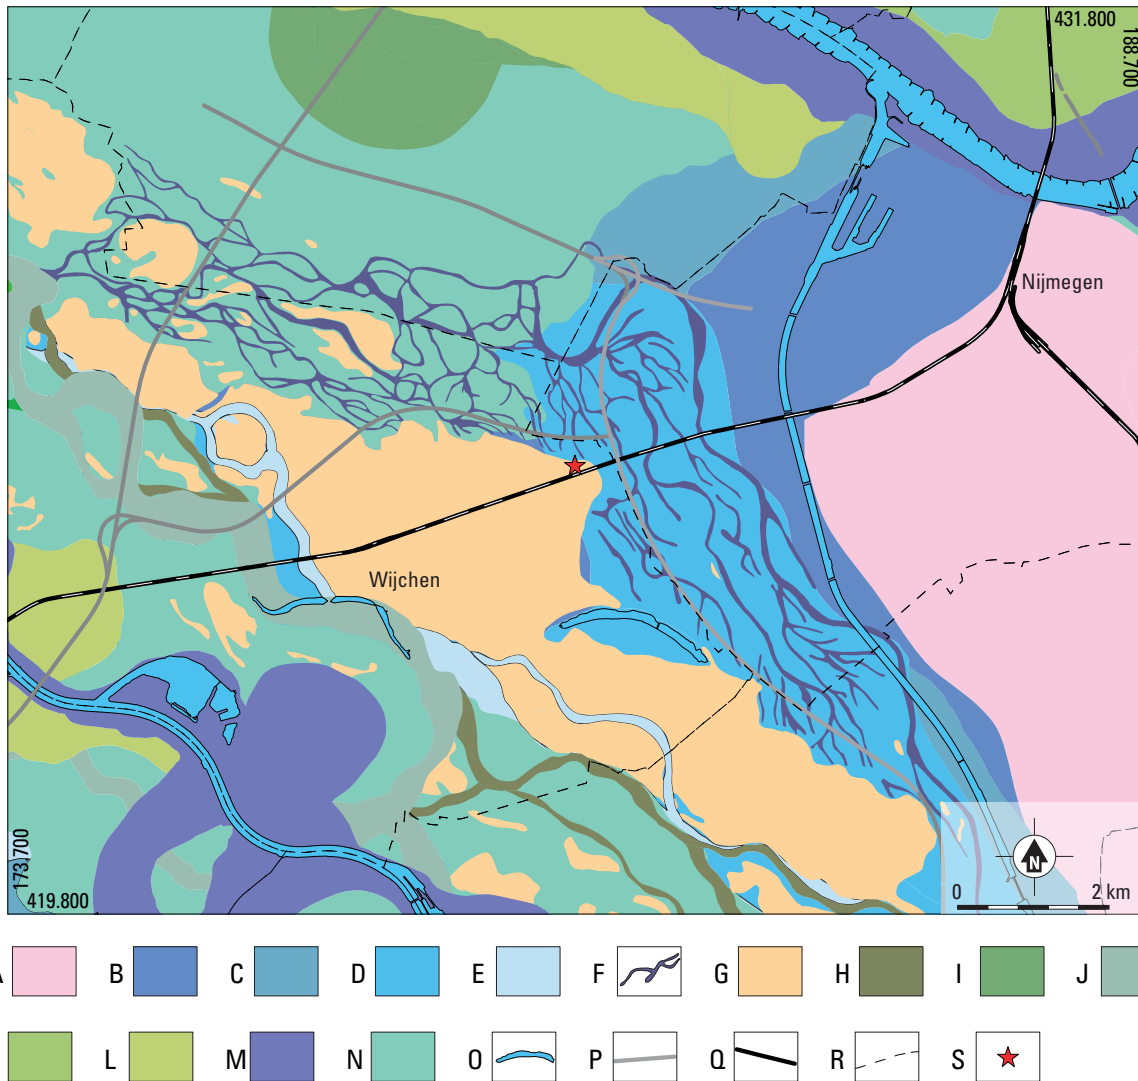 431.800
188.700
Nijmegen
Wijchen
173.700
419.800
N
0 2 km
A B C D E F G H I J
L M N O P Q R S